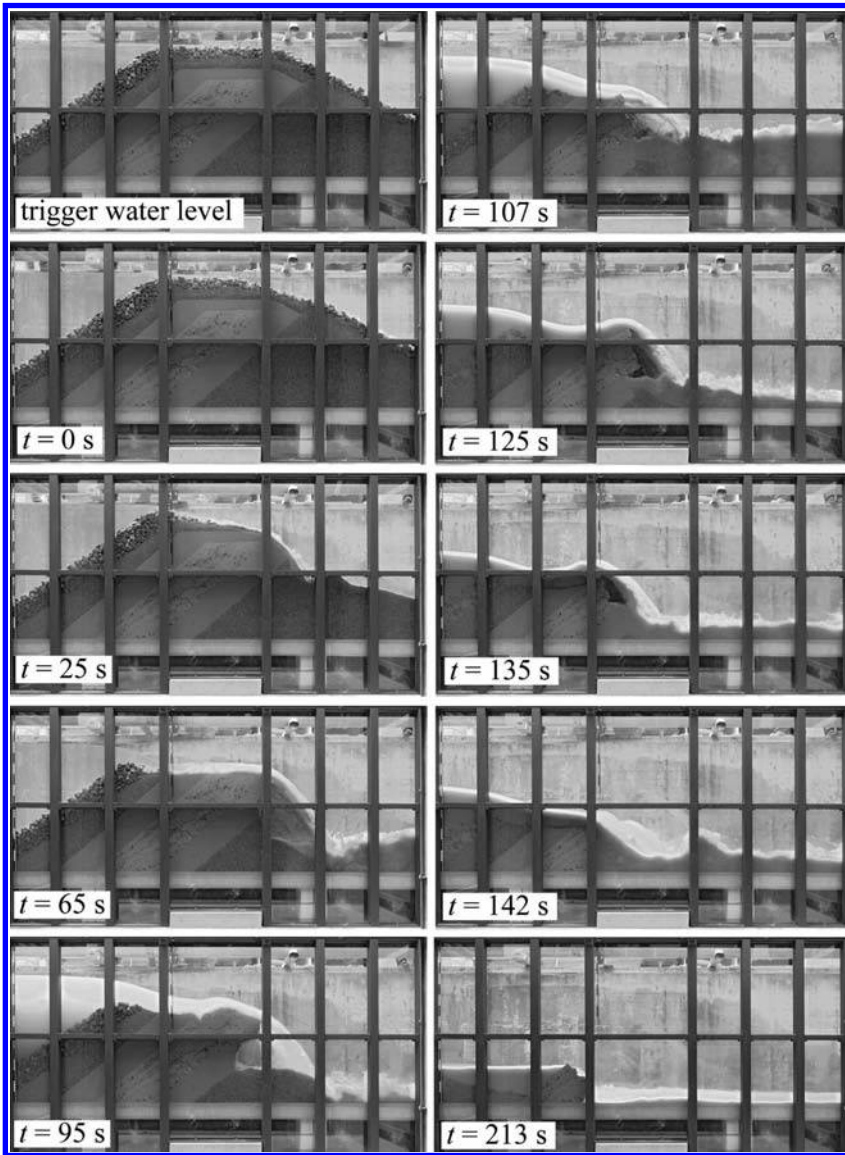 trigger water level
t = 0 s
t = 25 s
t = 65 s
t = 95 s
t = 107 s
t = 125 s
t = 135 s
t = 142 s
t = 213 s